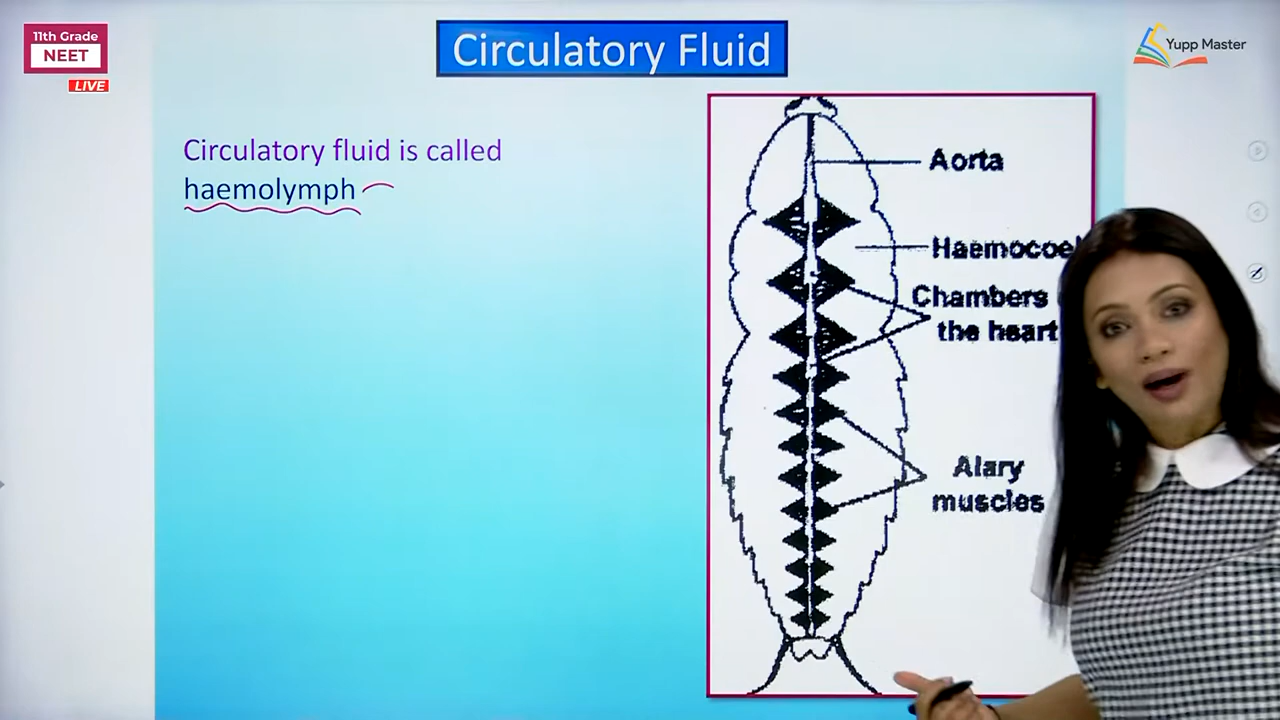 11th Grade
NEET
LIVE
Circulatory Fluid
Yupp Master
Circulatory fluid is called
haemolymph
Aorta
Haemocoel
Chambers
the heart
Alary
muscles